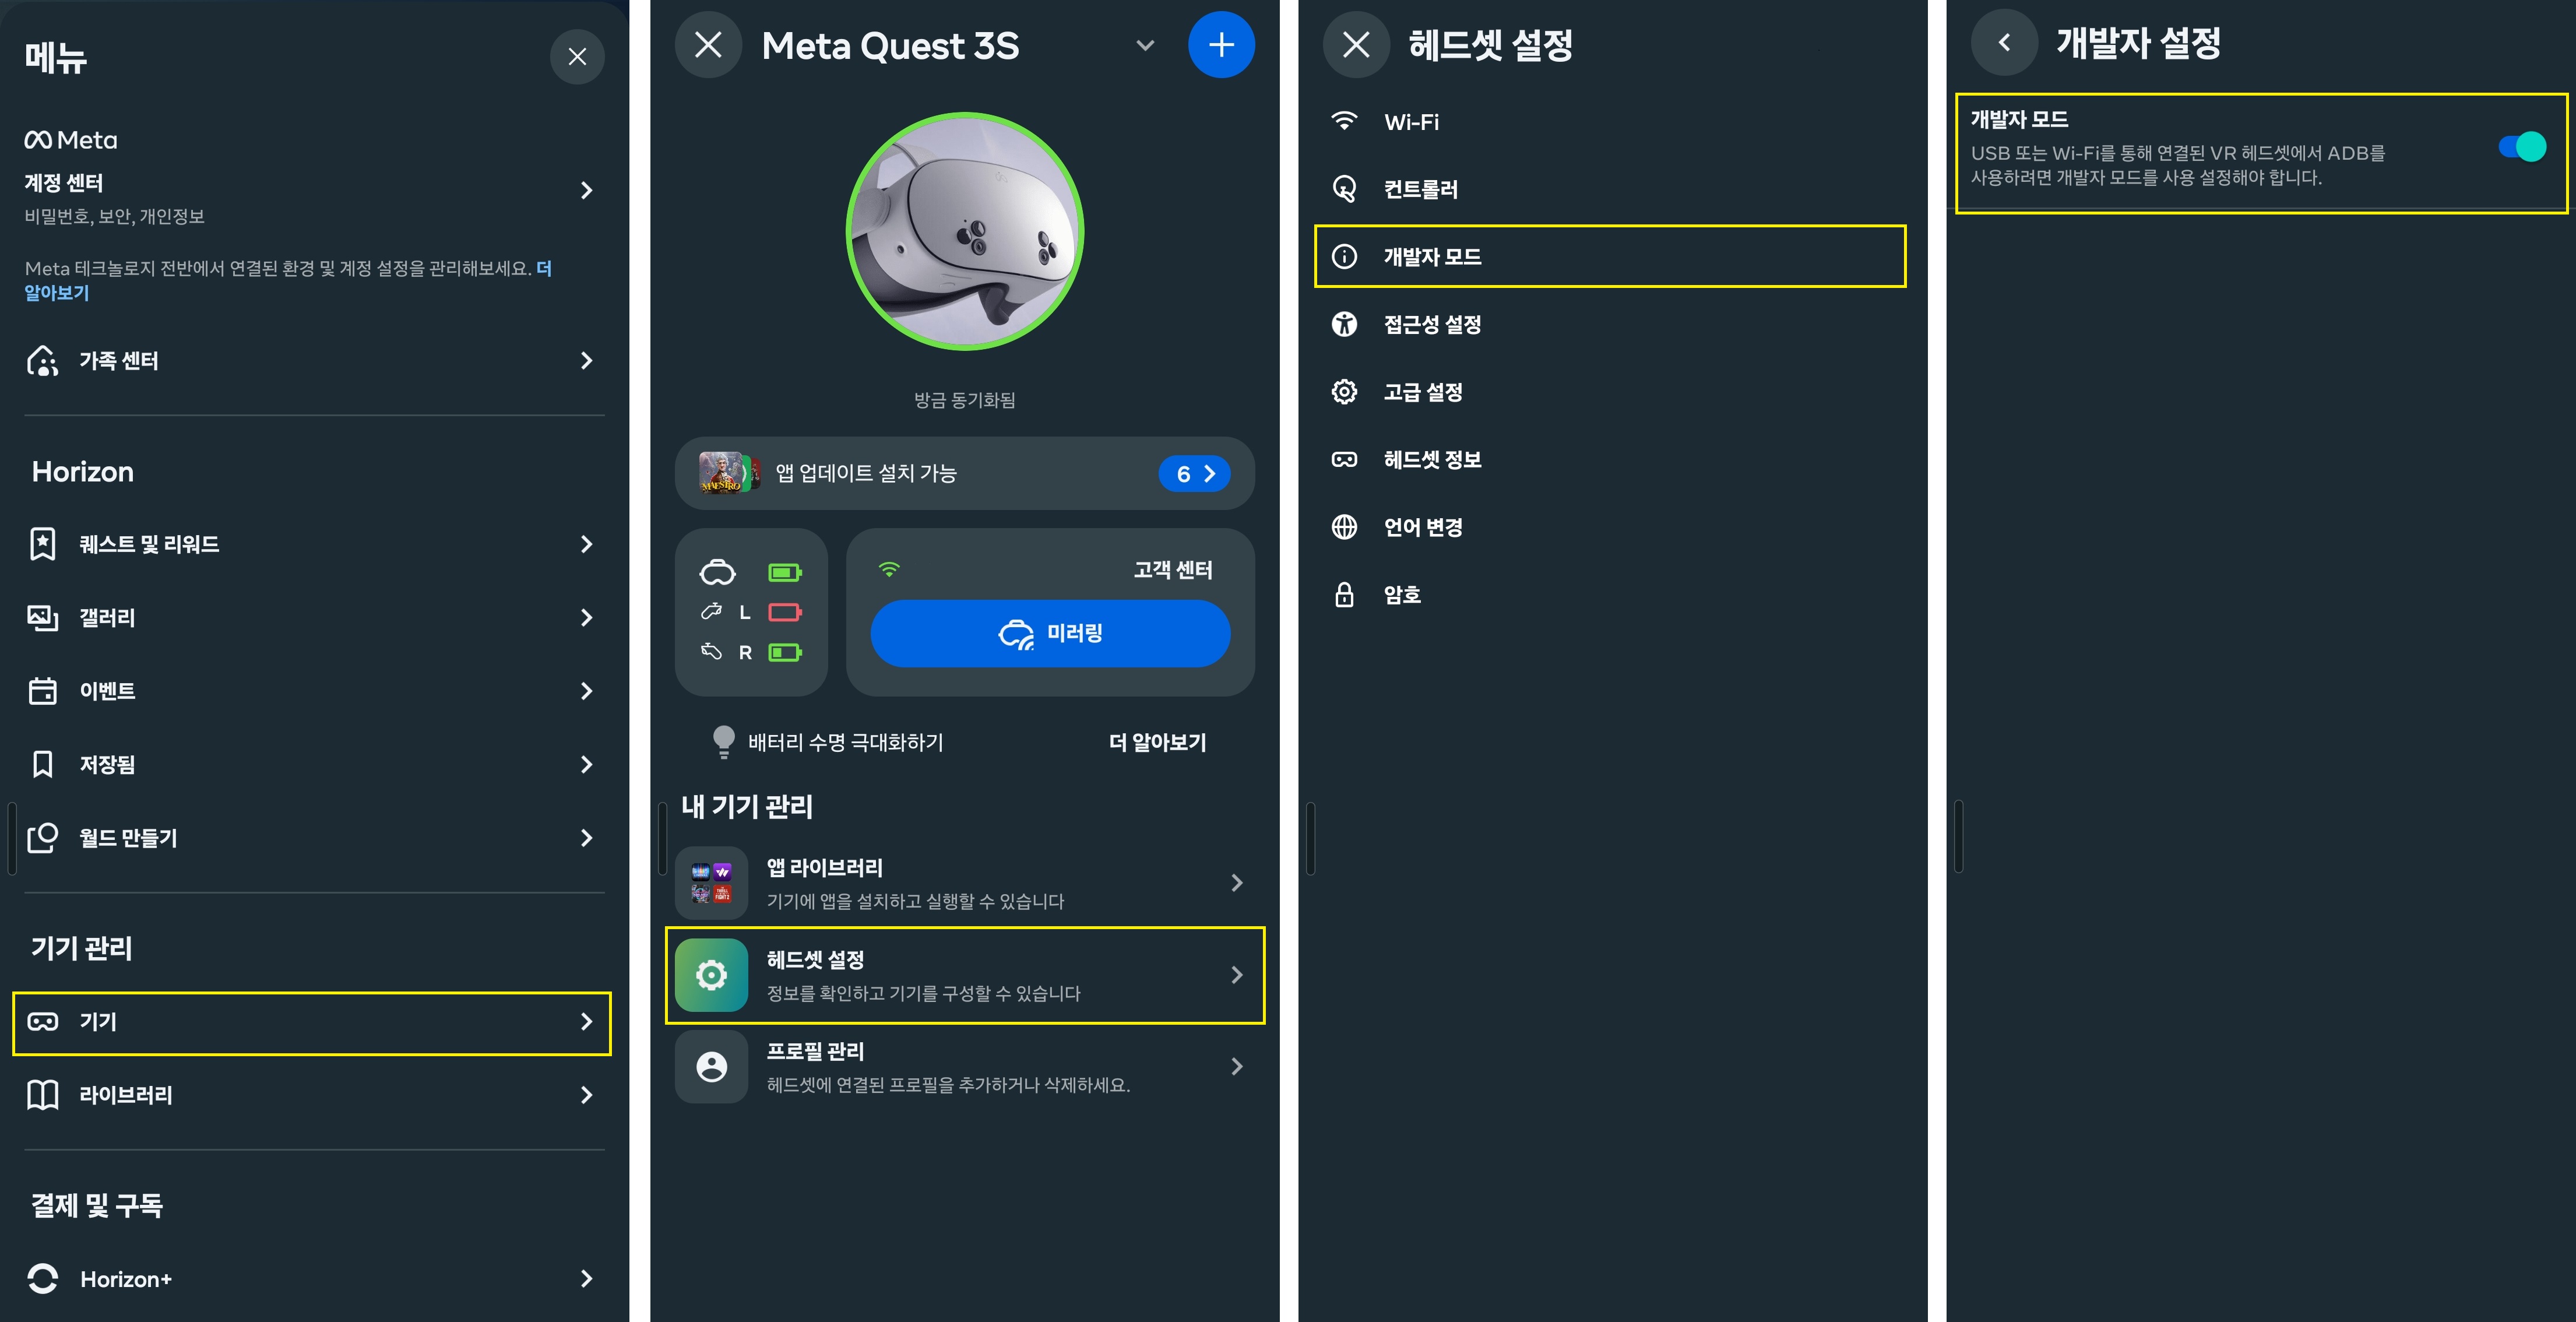 메뉴
Meta
계정 센터
비밀번호, 보안, 개인정보
Meta 테크놀로지 전반에서 연결된 환경 및 계정 설정을 관리해보세요. 더
알아보기
가족 센터
Horizon
퀘스트 및 리워드
갤러리
이벤트
저장됨
월드 만들기
기기 관리
기기
라이브러리
결제 및 구독
Horizon+
Meta Quest 3S
방금 동기화됨
MAESTRO
앱 업데이트 설치 가능
6
L
R
고객 센터
미러링
배터리 수명 극대화하기
더 알아보기
내 기기 관리
앱 라이브러리
기기에 앱을 설치하고 실행할 수 있습니다
헤드셋 설정
정보를 확인하고 기기를 구성할 수 있습니다
프로필 관리
헤드셋에 연결된 프로필을 추가하거나 삭제하세요.
헤드셋 설정
Wi-Fi
컨트롤러
개발자 모드
접근성 설정
고급 설정
헤드셋 정보
언어 변경
암호
개발자 설정
개발자 모드
USB 또는 Wi-Fi를 통해 연결된 VR 헤드셋에서 ADB를
사용하려면 개발자 모드를 사용 설정해야 합니다.